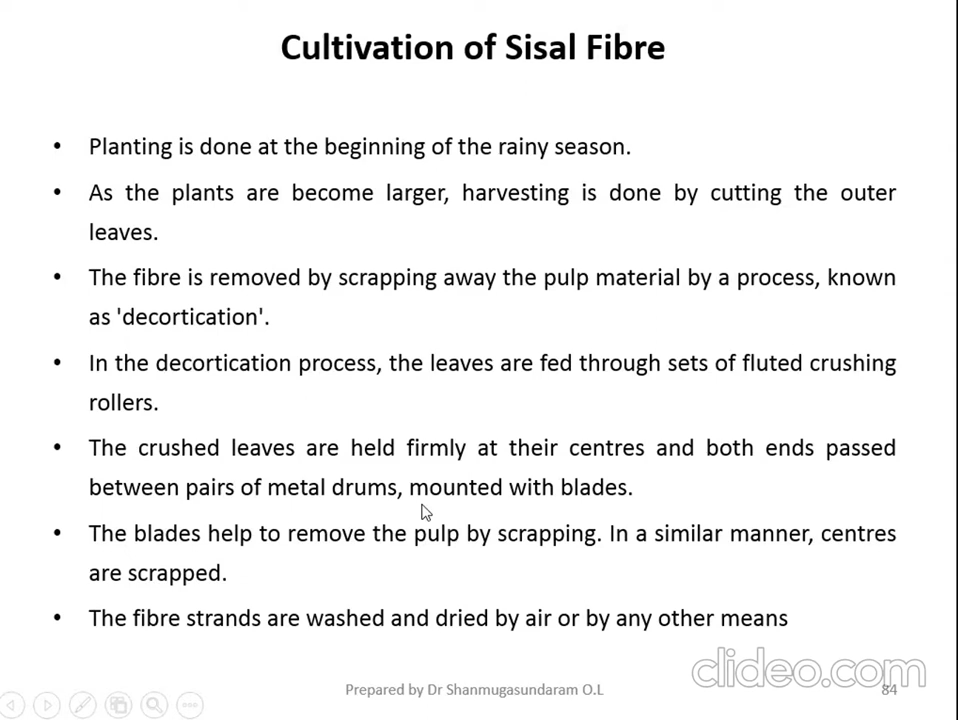 Cultivation of Sisal Fibre
• Planting is done at the beginning of the rainy season.
• As the plants are become larger, harvesting is done by cutting the outer
leaves.
• The fibre is removed by scrapping away the pulp material by a process, known
as 'decortication'.
• In the decortication process, the leaves are fed through sets of fluted crushing
rollers.
• The crushed leaves are held firmly at their centres and both ends passed
between pairs of metal drums, mounted with blades.
• The blades help to remove the pulp by scrapping. In a similar manner, centres
are scrapped.
• The fibre strands are washed and dried by air or by any other means
clideo.com
Prepared by Dr Shanmugasundaram O.L
84